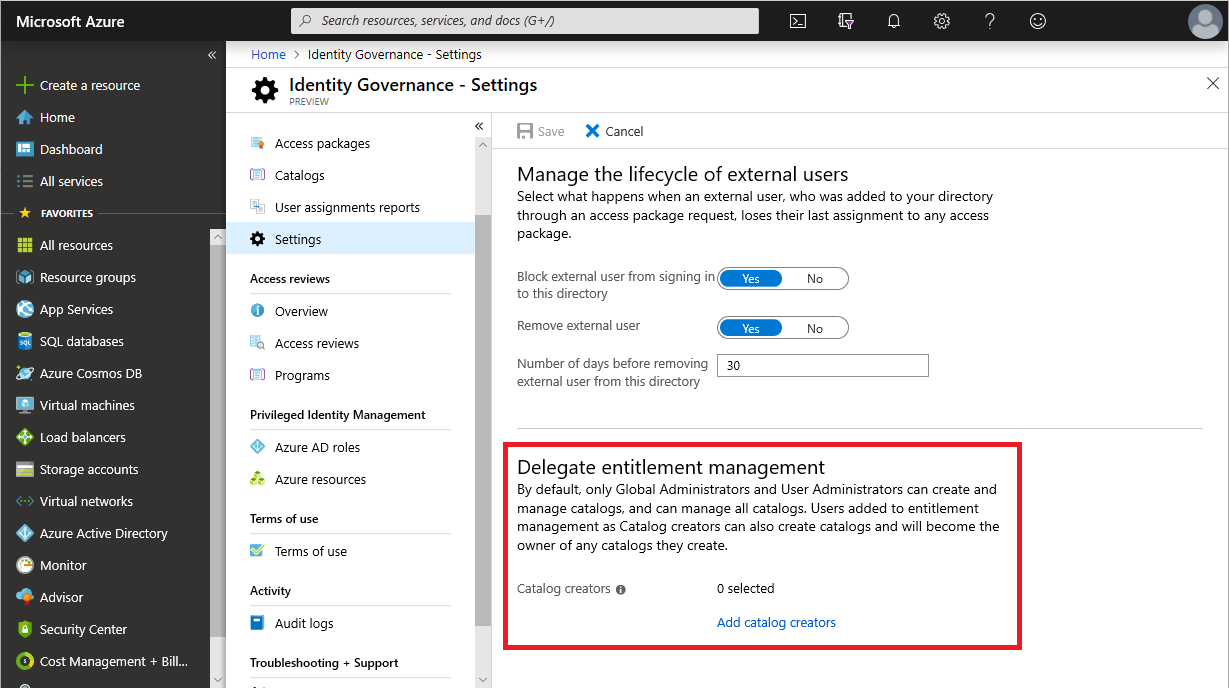 Microsoft Azure
Search resources, services, and docs (G+/)
Create a resource
Home
Dashboard
All services
FAVORITES
All resources
Resource groups
App Services
SQL databases
Azure Cosmos DB
Virtual machines
Load balancers
Storage accounts
Virtual networks
Azure Active Directory
Monitor
Advisor
Security Center
Cost Management + Bill...
Home > Identity Governance - Settings
Identity Governance - Settings
PREVIEW
Access packages
Catalogs
User assignments reports
Settings
Access reviews
Overview
Access reviews
Programs
Privileged Identity Management
Azure AD roles
Azure resources
Terms of use
Terms of use
Activity
Audit logs
Troubleshooting + Support
Save
Cancel
Manage the lifecycle of external users
Select what happens when an external user, who was added to your directory
through an access package request, loses their last assignment to any access
package.
Block external user from signing in
to this directory
Yes No
Remove external user
Yes No
Number of days before removing
external user from this directory
30
Delegate entitlement management
By default, only Global Administrators and User Administrators can create and
manage catalogs, and can manage all catalogs. Users added to entitlement
management as Catalog creators can also create catalogs and will become the
owner of any catalogs they create.
Catalog creators
0 selected
Add catalog creators